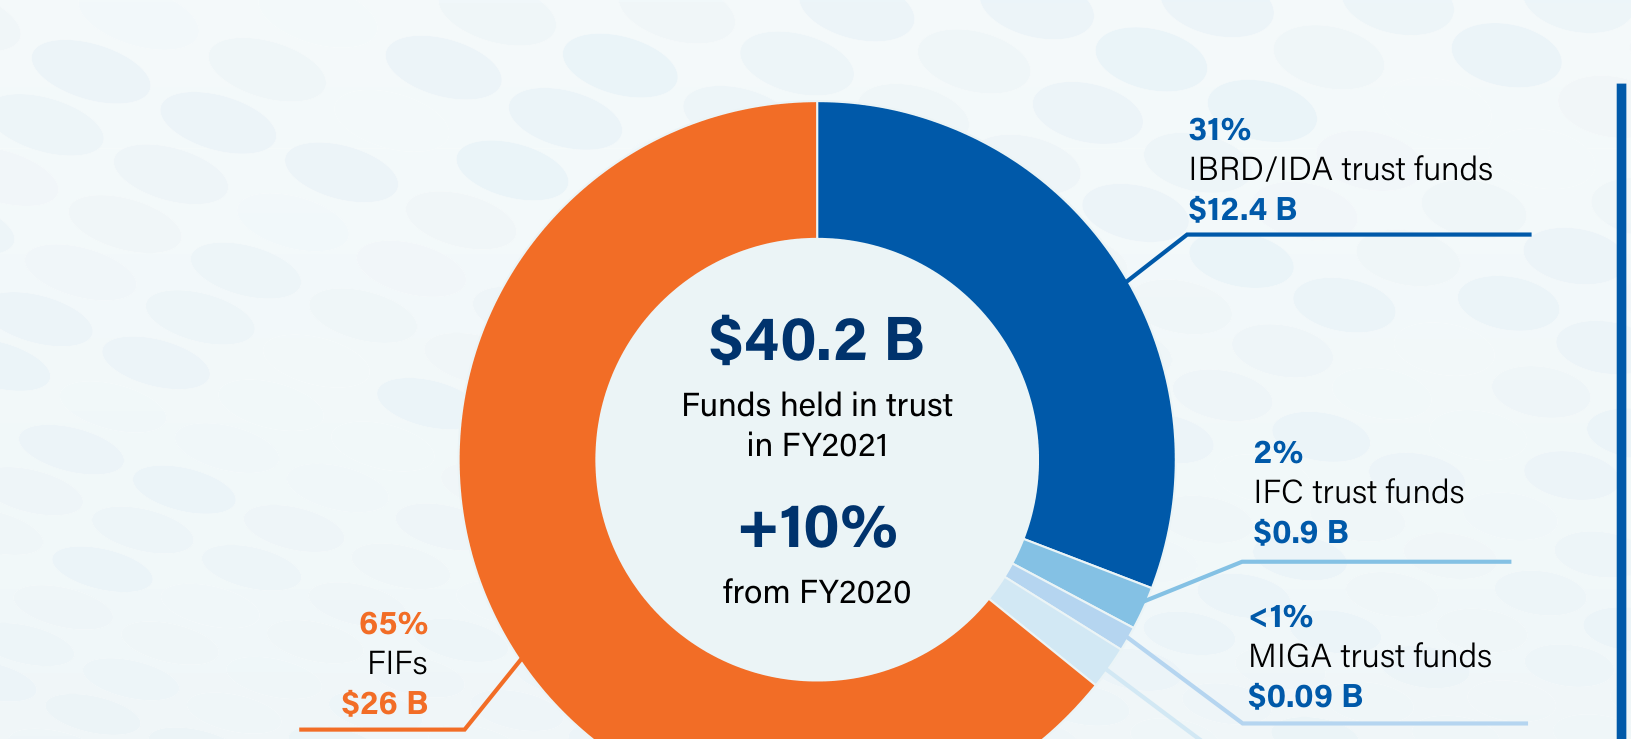 31%
IBRD/IDA trust funds
$12.4 B
$40.2 B
Funds held in trust
in FY2021
+10%
from FY2020
2%
IFC trust funds
$0.9 B
<1%
MIGA trust funds
$0.09 B
65%
FIFs
$26 B